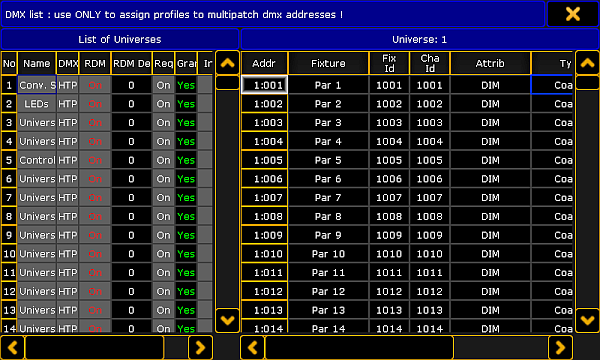 DMX list : use ONLY to assign profiles to multipatch dmx addresses !
List of Universes
Universe: 1
No Name DMX RDM RDM De Req Gran In
Addr Fixture Fix Id Cha Id Attrib Ty
1 Conv. S HTP On 0 On Yes 1:001 Par 1 1001 1001 DIM Coa
2 LEDs HTP On 0 On Yes 1:002 Par 2 1002 1002 DIM Coa
3 Univers HTP On 0 On Yes 1:003 Par 3 1003 1003 DIM Coa
4 Univers HTP On 0 On Yes 1:004 Par 4 1004 1004 DIM Coa
5 Control HTP On 0 On Yes 1:005 Par 5 1005 1005 DIM Coa
6 Univers HTP On 0 On Yes 1:006 Par 6 1006 1006 DIM Coa
7 Univers HTP On 0 On Yes 1:007 Par 7 1007 1007 DIM Coa
8 Univers HTP On 0 On Yes 1:008 Par 8 1008 1008 DIM Coa
9 Univers HTP On 0 On Yes 1:009 Par 9 1009 1009 DIM Coa
10 Univers HTP On 0 On Yes 1:010 Par 10 1010 1010 DIM Coa
11 Univers HTP On 0 On Yes 1:011 Par 11 1011 1011 DIM Coa
12 Univers HTP On 0 On Yes 1:012 Par 12 1012 1012 DIM Coa
13 Univers HTP On 0 On Yes 1:013 Par 13 1013 1013 DIM Coa
14 Univers HTP On 0 On Yes 1:014 Par 14 1014 1014 DIM Coa